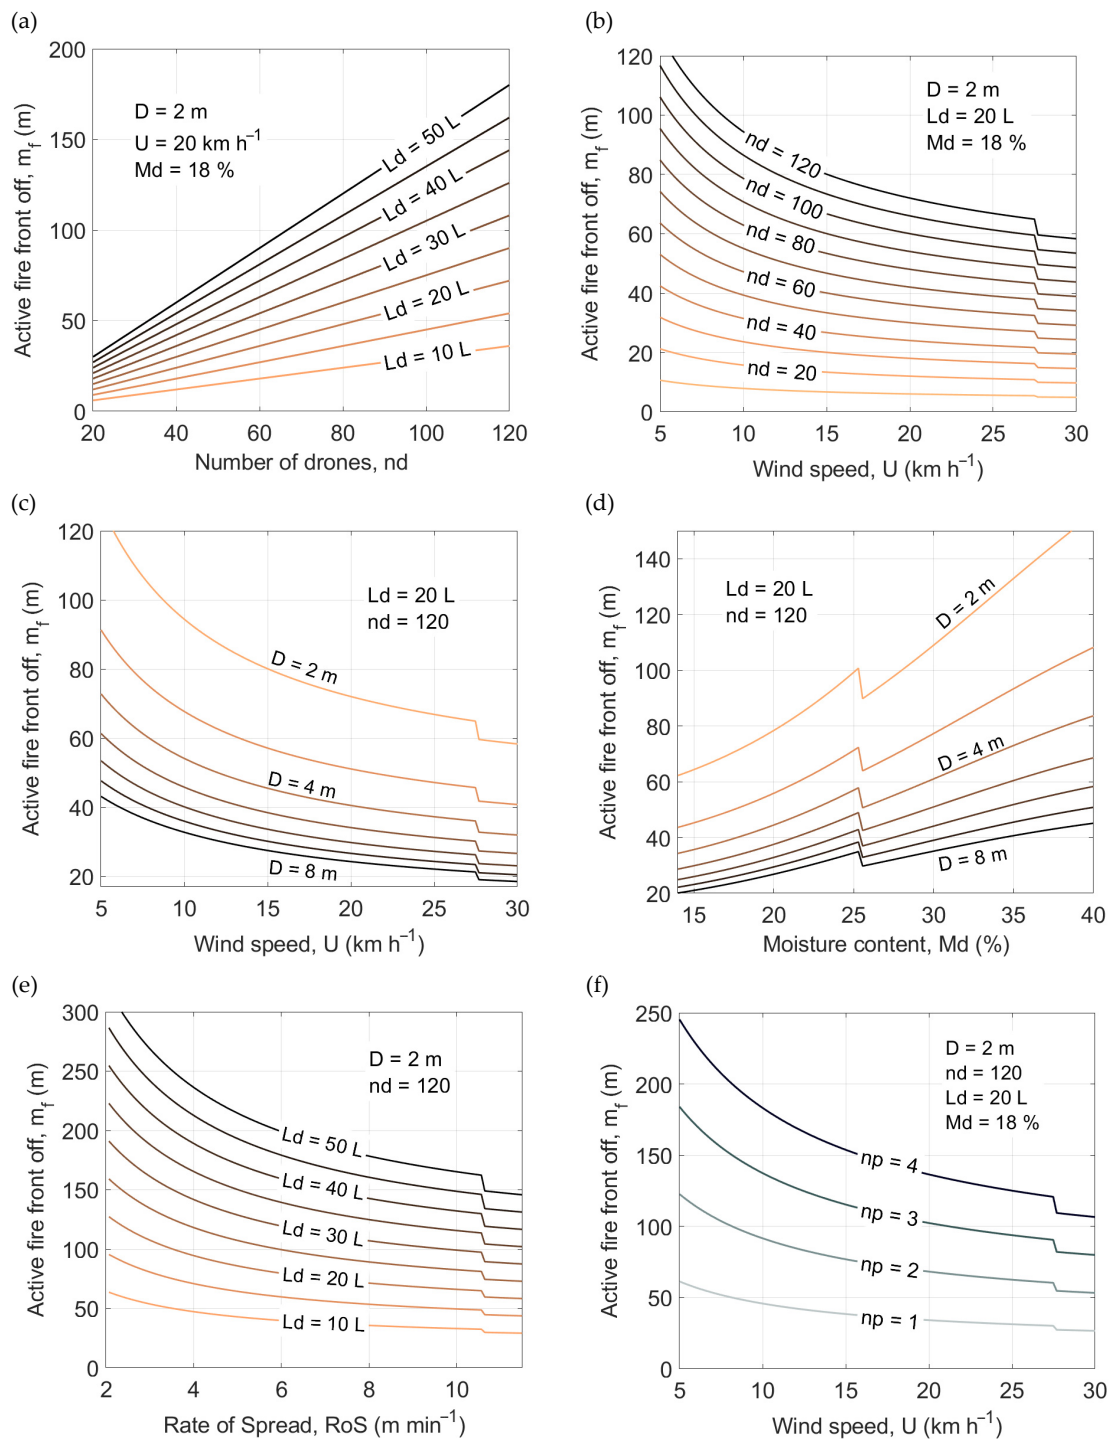 (a)
200
150
100
50
0
Active fire front off, m_f (m)
D = 2 m
U = 20 km h⁻¹
Md = 18 %
Ld = 50 L
Ld = 40 L
Ld = 30 L
Ld = 20 L
Ld = 10 L
20 40 60 80 100 120
Number of drones, nd
(b)
120
100
80
60
40
20
0
Active fire front off, m_f (m)
D = 2 m
Ld = 20 L
Md = 18 %
nd = 120
nd = 100
nd = 80
nd = 60
nd = 40
nd = 20
5 10 15 20 25 30
Wind speed, U (km h⁻¹)
(c)
120
100
80
60
40
20
Active fire front off, m_f (m)
Ld = 20 L
nd = 120
D = 2 m
D = 4 m
D = 8 m
5 10 15 20 25 30
Wind speed, U (km h⁻¹)
(d)
140
120
100
80
60
40
20
Active fire front off, m_f (m)
Ld = 20 L
nd = 120
D = 2 m
D = 4 m
D = 8 m
15 20 25 30 35 40
Moisture content, Md (%)
(e)
300
250
200
150
100
50
0
Active fire front off, m_f (m)
D = 2 m
nd = 120
Ld = 50 L
Ld = 40 L
Ld = 30 L
Ld = 20 L
Ld = 10 L
2 4 6 8 10
Rate of Spread, RoS (m min⁻¹)
(f)
250
200
150
100
50
0
Active fire front off, m_f (m)
D = 2 m
nd = 120
Ld = 20 L
Md = 18 %
np = 4
np = 3
np = 2
np = 1
5 10 15 20 25 30
Wind speed, U (km h⁻¹)